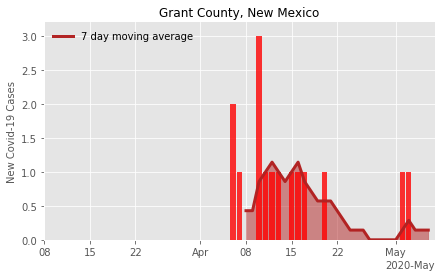 Grant County, New Mexico
7 day moving average
New Covid-19 Cases
3.0
2.5
2.0
1.5
1.0
0.5
0.0
08 15 22 Apr 08 15 22 May
2020-May